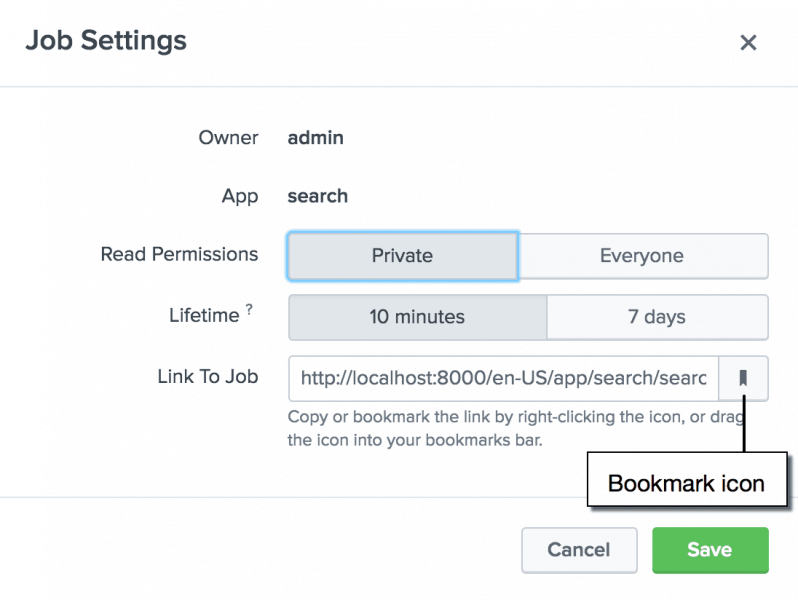 Job Settings
Owner admin
App search
Read Permissions Private Everyone
Lifetime ? 10 minutes 7 days
Link To Job http://localhost:8000/en-US/app/search/searc
Copy or bookmark the link by right-clicking the icon, or drag
the icon into your bookmarks bar.
Bookmark icon
Cancel Save